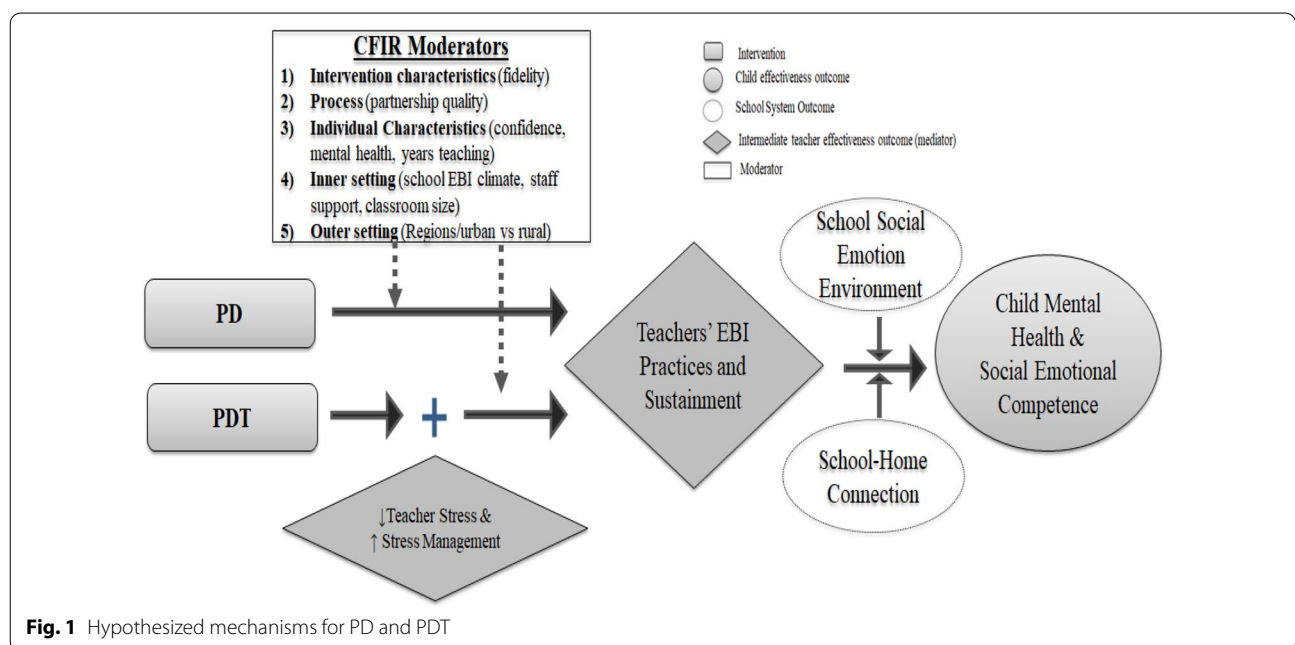 CFIR Moderators
1) Intervention characteristics (fidelity)
2) Process (partnership quality)
3) Individual Characteristics (confidence,
mental health, years teaching)
4) Inner setting (school EBI climate, staff
support, classroom size)
5) Outer setting (Regions/urban vs rural)
Intervention
Child effectiveness outcome
School System Outcome
Intermediate teacher effectiveness outcome (mediator)
Moderator
PD
PDT
+
↓Teacher Stress &
↑ Stress Management
Teachers' EBI
Practices and
Sustainment
School Social
Emotion
Environment
School-Home
Connection
Child Mental
Health &
Social Emotional
Competence
Fig. 1 Hypothesized mechanisms for PD and PDT